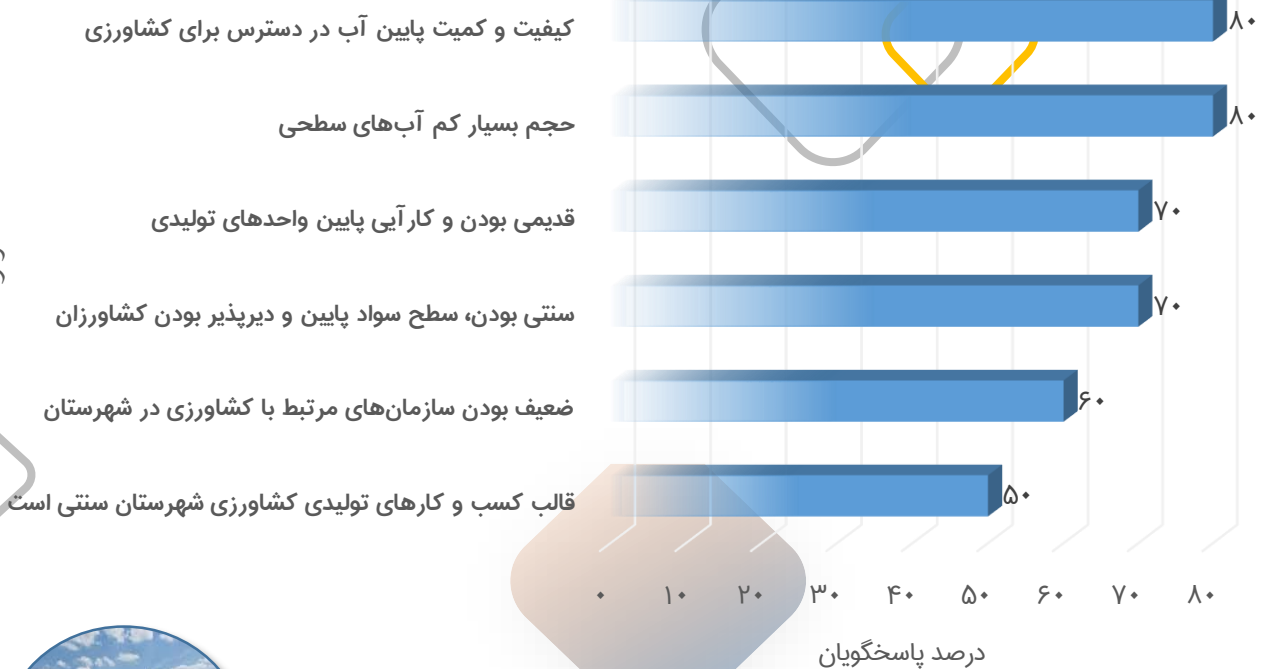 کیفیت و کمیت پایین آب در دسترس برای کشاورزی ۸۰
حجم بسیار کم آب‌های سطحی ۸۰
قدیمی بودن و کارآیی پایین واحدهای تولیدی ۷۰
سنتی بودن، سطح سواد پایین و دیرپذیر بودن کشاورزان ۷۰
ضعیف بودن سازمان‌های مرتبط با کشاورزی در شهرستان ۶۰
قالب کسب و کارهای تولیدی کشاورزی شهرستان سنتی است ۵۰
۰ ۱۰ ۲۰ ۳۰ ۴۰ ۵۰ ۶۰ ۷۰ ۸۰
درصد پاسخگویان